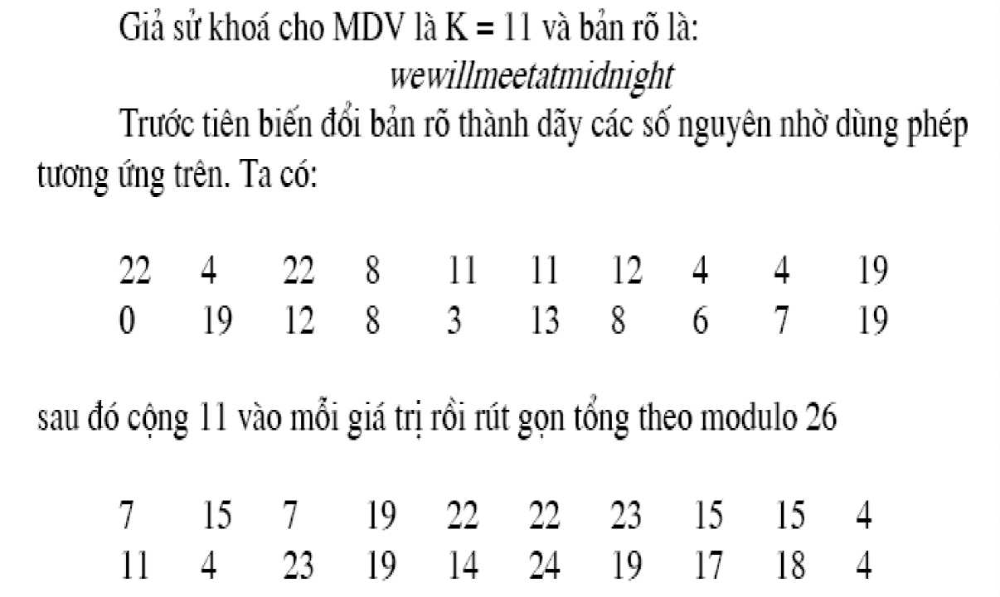 Giả sử khoá cho MDV là K = 11 và bản rõ là:
wewillmeetatmidnight
Trước tiên biến đổi bản rõ thành dãy các số nguyên nhờ dùng phép
tương ứng trên. Ta có:
22 4 22 8 11 11 12 4 4 19
0 19 12 8 3 13 8 6 7 19
sau đó cộng 11 vào mỗi giá trị rồi rút gọn tổng theo modulo 26
7 15 7 19 22 22 23 15 15 4
11 4 23 19 14 24 19 17 18 4